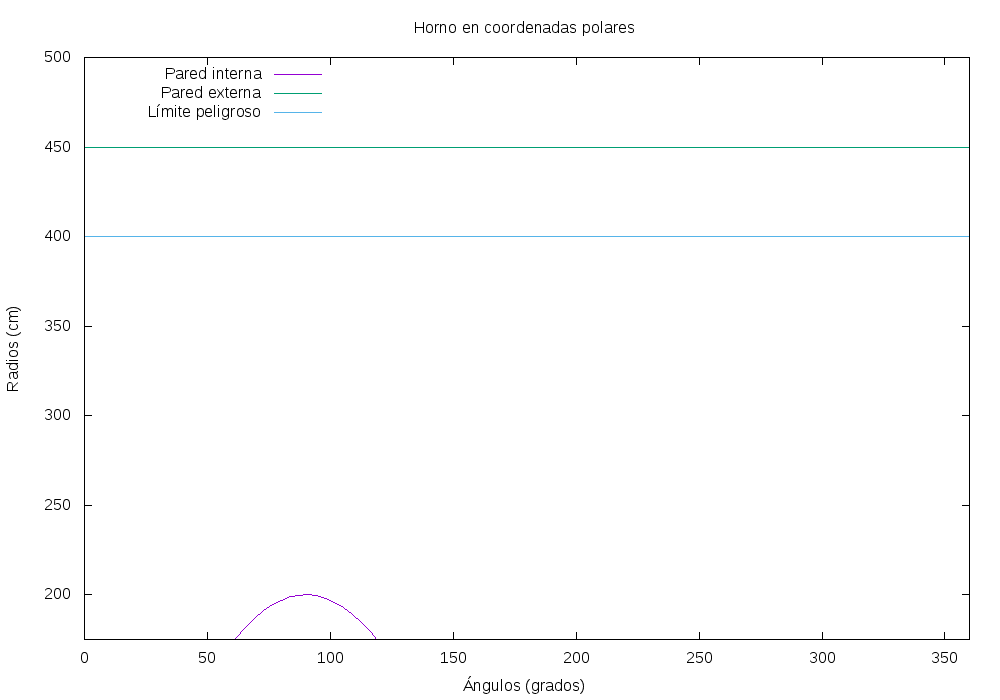 Horno en coordenadas polares
Pared interna
Pared externa
Límite peligroso
500
450
400
350
300
250
200
Radios (cm)
0 50 100 150 200 250 300 350
Ángulos (grados)